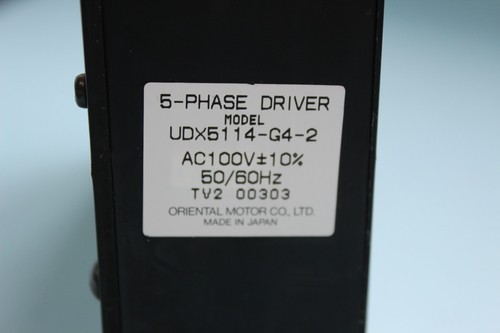 5-PHASE DRIVER
MODEL
UDX5114-G4-2
AC100V±10%
50/60Hz
TV2 00303
ORIENTAL MOTOR CO., LTD.
MADE IN JAPAN